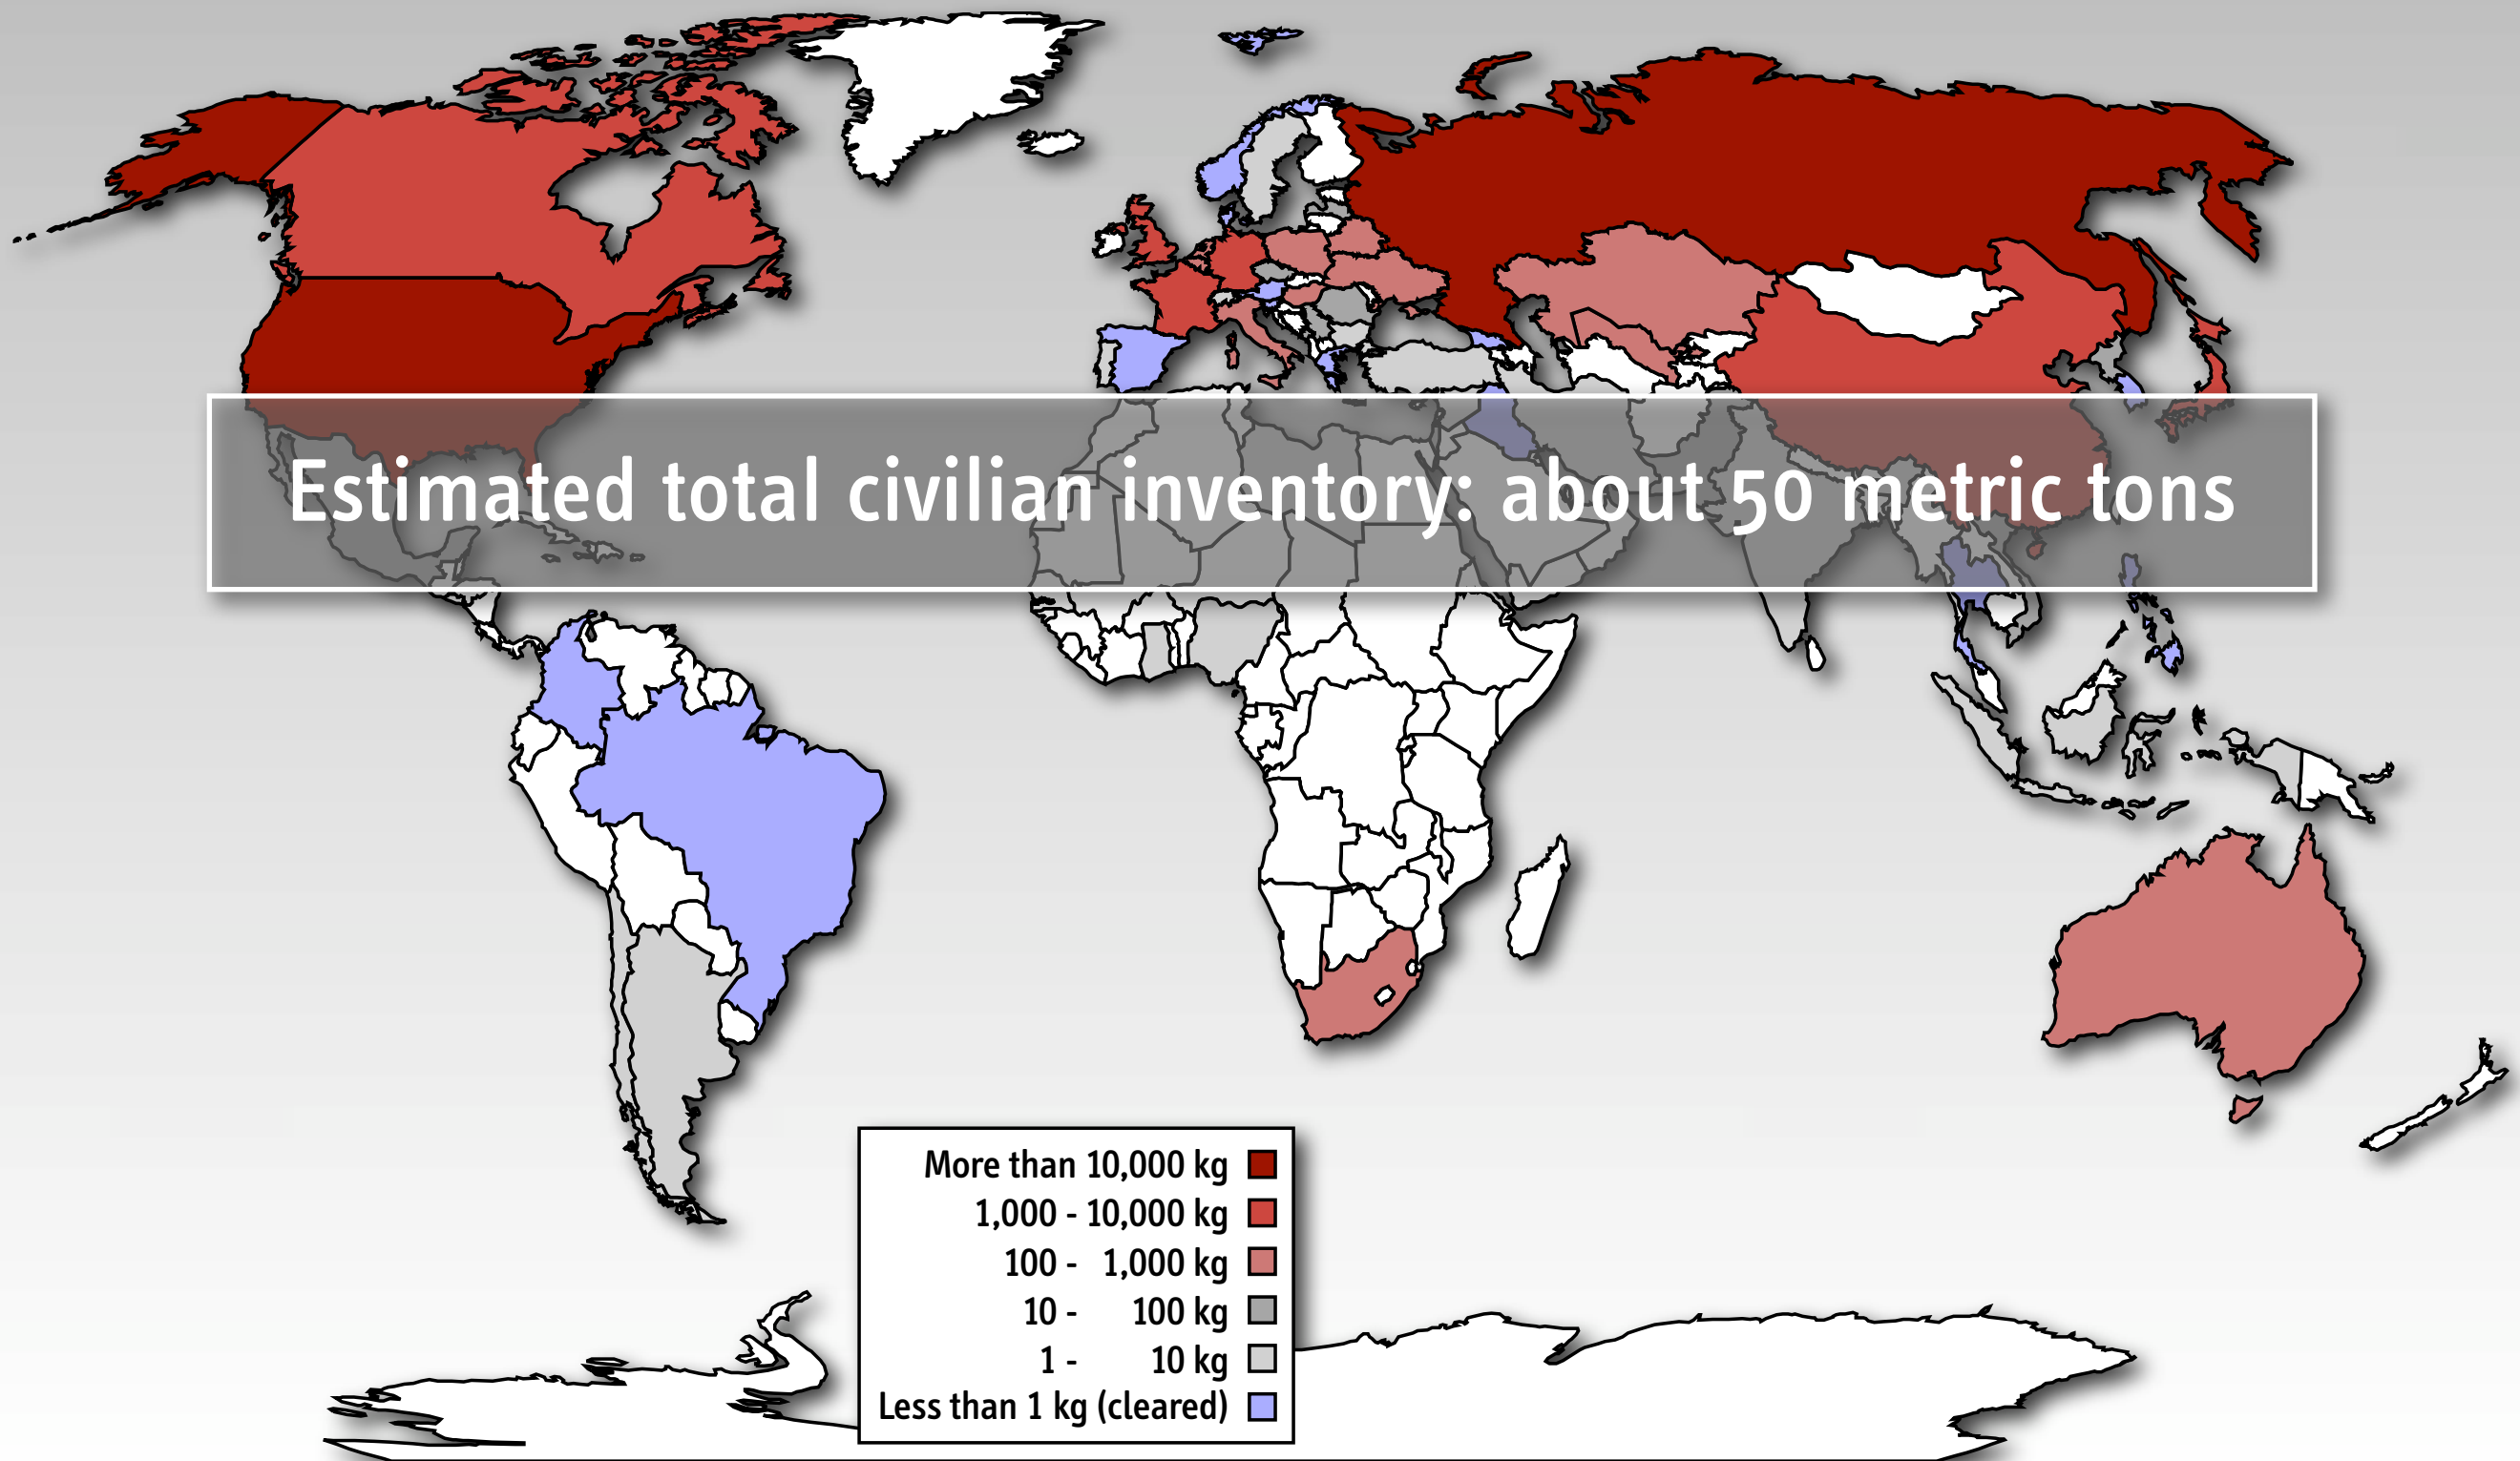 Estimated total civilian inventory: about 50 metric tons
More than 10,000 kg
1,000 - 10,000 kg
100 - 1,000 kg
10 - 100 kg
1 - 10 kg
Less than 1 kg (cleared)